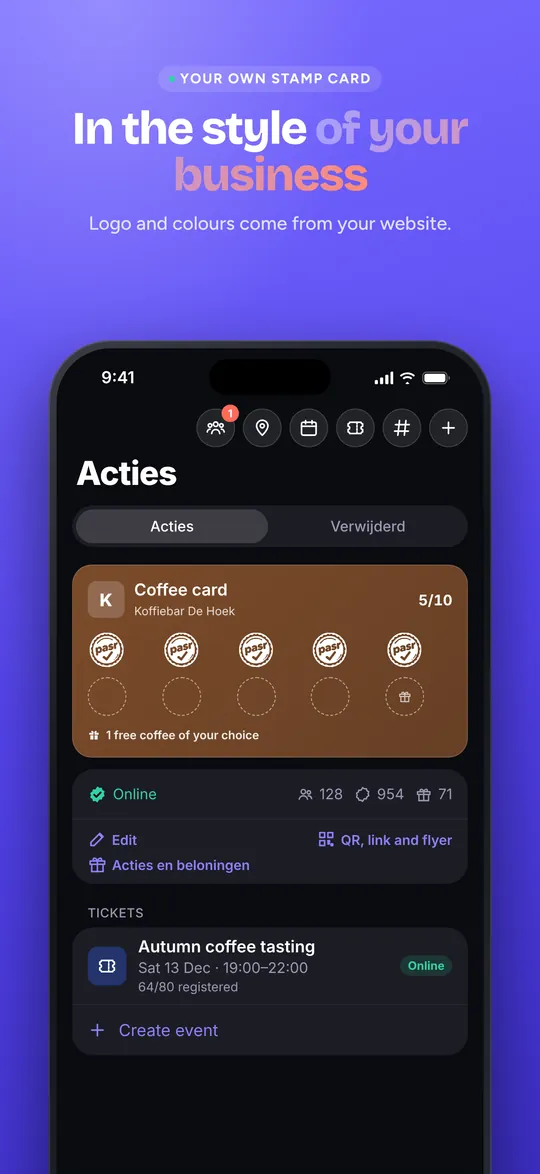 YOUR OWN STAMP CARD
In the style of your
business
Logo and colours come from your website.
9:41
1
Acties
Acties
Verwijderd
K
Coffee card
Koffiebar De Hoek
5/10
pasr pasr pasr pasr pasr
1 free coffee of your choice
Online
128 954 71
Edit
QR, link and flyer
Acties en beloningen
TICKETS
Autumn coffee tasting
Sat 13 Dec · 19:00–22:00
64/80 registered
Online
Create event